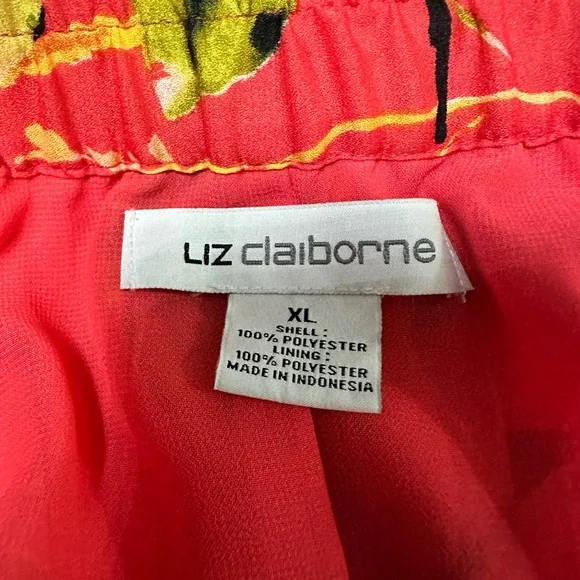 LIZ claiborne
XL
SHELL:
100% POLYESTER
LINING:
100% POLYESTER
MADE IN INDONESIA